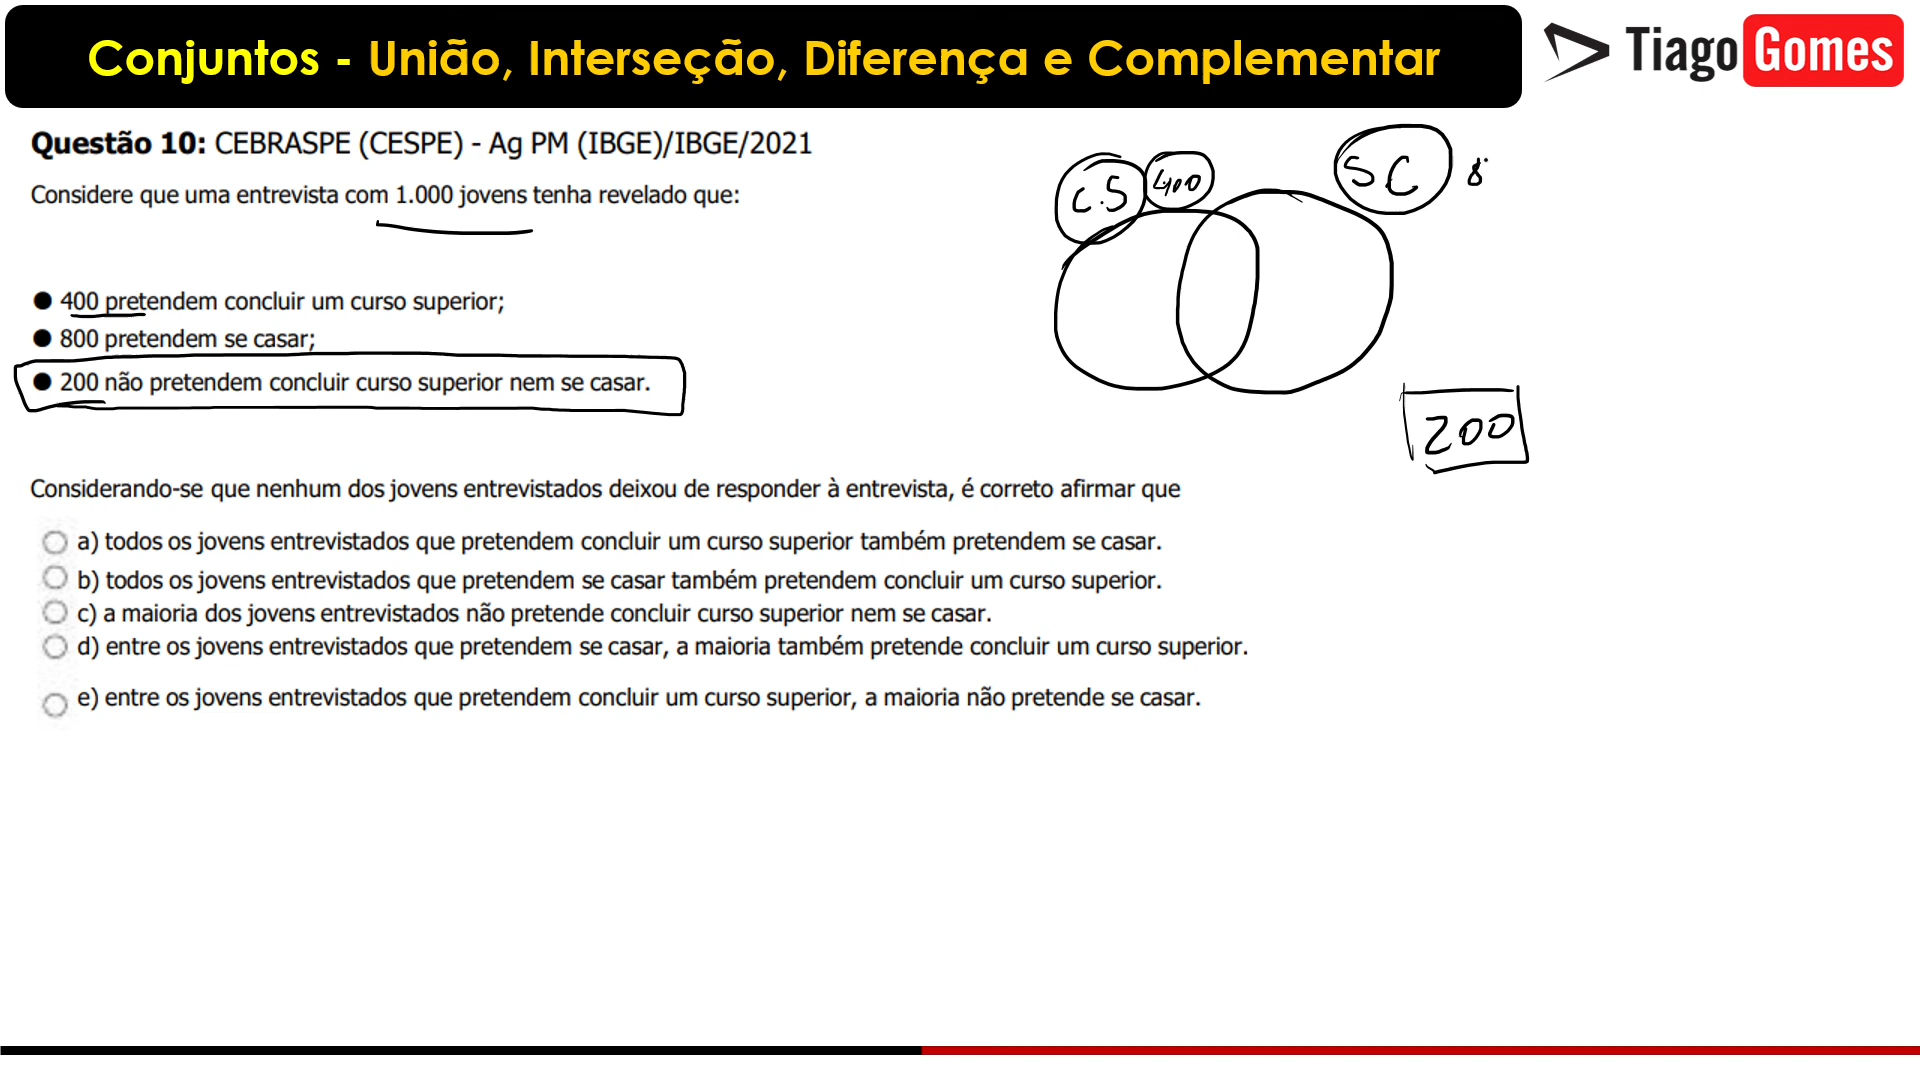 Conjuntos - União, Interseção, Diferença e Complementar
Tiago Gomes
Questão 10: CEBRASPE (CESPE) - Ag PM (IBGE)/IBGE/2021
Considere que uma entrevista com 1.000 jovens tenha revelado que:
C.S 400 SC 8
● 400 pretendem concluir um curso superior;
● 800 pretendem se casar;
● 200 não pretendem concluir curso superior nem se casar.
200
Considerando-se que nenhum dos jovens entrevistados deixou de responder à entrevista, é correto afirmar que
a) todos os jovens entrevistados que pretendem concluir um curso superior também pretendem se casar.
b) todos os jovens entrevistados que pretendem se casar também pretendem concluir um curso superior.
c) a maioria dos jovens entrevistados não pretende concluir curso superior nem se casar.
d) entre os jovens entrevistados que pretendem se casar, a maioria também pretende concluir um curso superior.
e) entre os jovens entrevistados que pretendem concluir um curso superior, a maioria não pretende se casar.